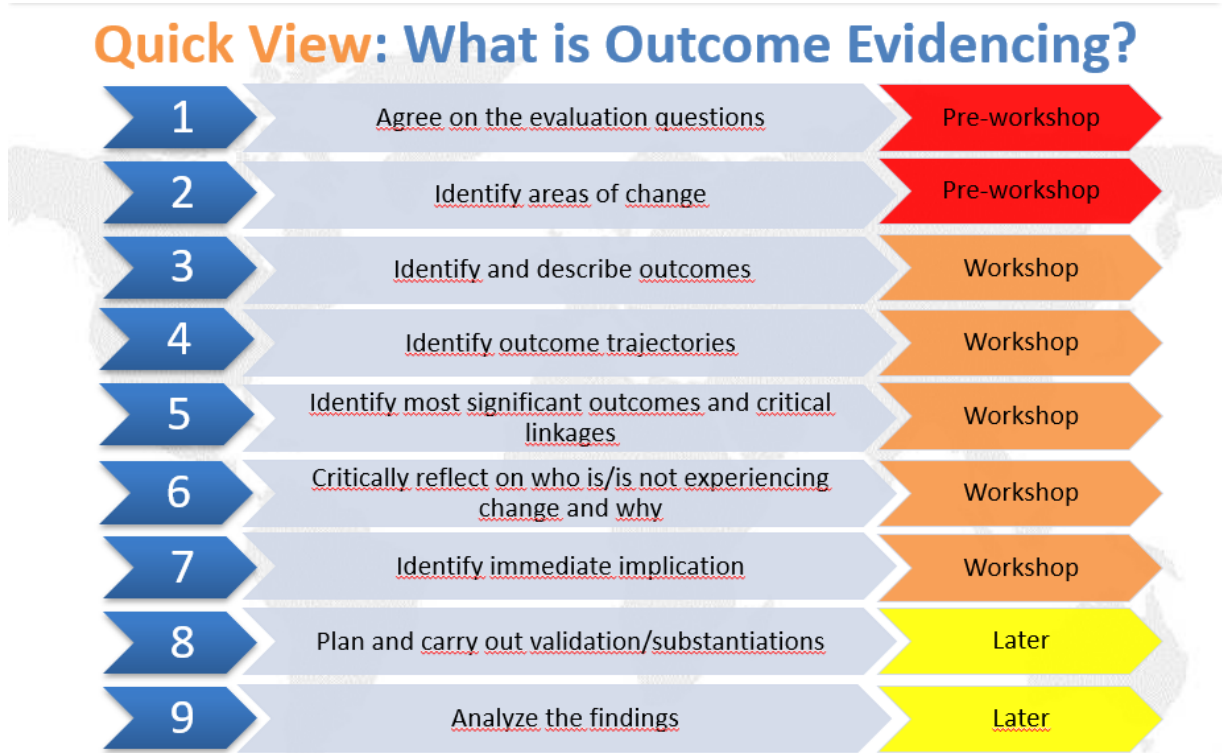 Quick View: What is Outcome Evidencing?
1 Agree on the evaluation questions Pre-workshop
2 Identify areas of change Pre-workshop
3 Identify and describe outcomes Workshop
4 Identify outcome trajectories Workshop
5 Identify most significant outcomes and critical
linkages Workshop
6 Critically reflect on who is/is not experiencing
change and why Workshop
7 Identify immediate implication Workshop
8 Plan and carry out validation/substantiations Later
9 Analyze the findings Later